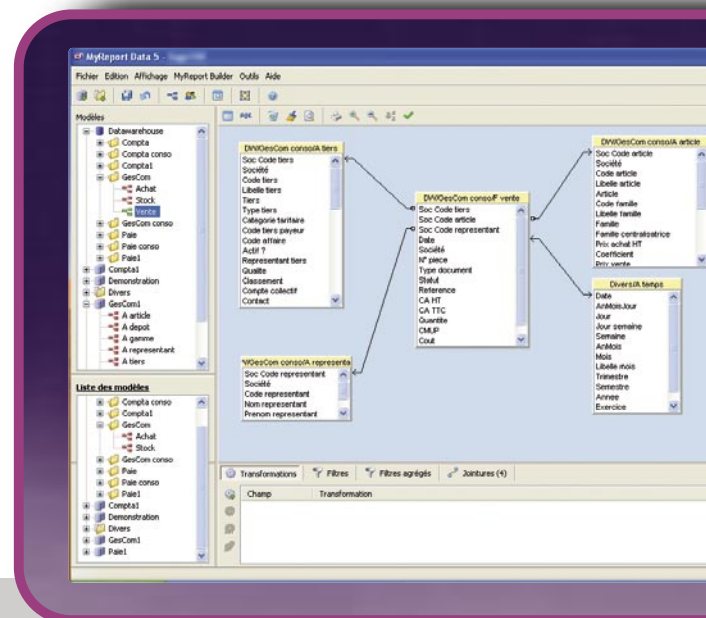 MyReport Data 5 -
Fichier Edition Affichage MyReport Builder Outils Aide
Modèles
Datawarehouse
Compta
Compta conso
Compta1
GesCom
Achat
Stock
Vente
GesCom conso
Paie
Paie conso
Paie1
Compta1
Demonstration
Divers
GesCom1
A article
A depot
A gamme
A representant
A tiers
Liste des modèles
Compta conso
Compta1
GesCom
Achat
Stock
GesCom conso
Paie
Paie conso
Paie1
Compta1
Demonstration
Divers
GesCom1
Paie1
DWGesCom conso/A tiers
Soc Code tiers
Société
Code tiers
Libelle tiers
Tiers
Type tiers
Categorie tarifaire
Code tiers payeur
Code affaire
Actif ?
Representant tiers
Qualite
Classement
Compte collectif
Contact
WGesCom conso/A representa
Soc Code representant
Société
Code representant
Nom representant
Prenom representant
DWGesCom conso/F vente
Soc Code tiers
Soc Code article
Soc Code representant
Date
Société
N° piece
Type document
Statut
Reference
CA HT
CA TTC
Quantite
CMUP
Cout
DWGesCom conso/A article
Soc Code article
Société
Code article
Libelle article
Article
Code famille
Libelle famille
Famille
Famille centralisatrice
Prix achat HT
Coefficient
Prix vente
Divers/A temps
Date
AnMoisJour
Jour
Jour semaine
Semaine
AnMois
Mois
Libelle mois
Trimestre
Semestre
Annee
Exercice
Transformations Filtres Filtres agrégés Jointures (4)
Champ Transformation